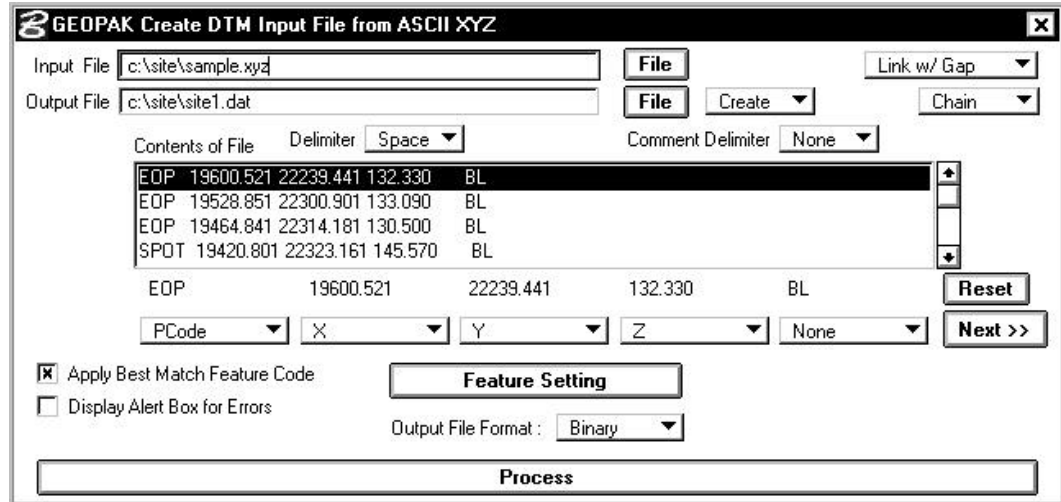 GEOPAK Create DTM Input File from ASCII XYZ
Input File c:\site\sample.xyz File Link w/ Gap
Output File c:\site\site1.dat File Create Chain
Contents of File Delimiter Space Comment Delimiter None
EOP 19600.521 22239.441 132.330 BL
EOP 19528.851 22300.901 133.090 BL
EOP 19464.841 22314.181 130.500 BL
SPOT 19420.801 22323.161 145.570 BL
EOP 19600.521 22239.441 132.330 BL Reset
PCode X Y Z None Next >>
Apply Best Match Feature Code Feature Setting
Display Alert Box for Errors
Output File Format : Binary
Process